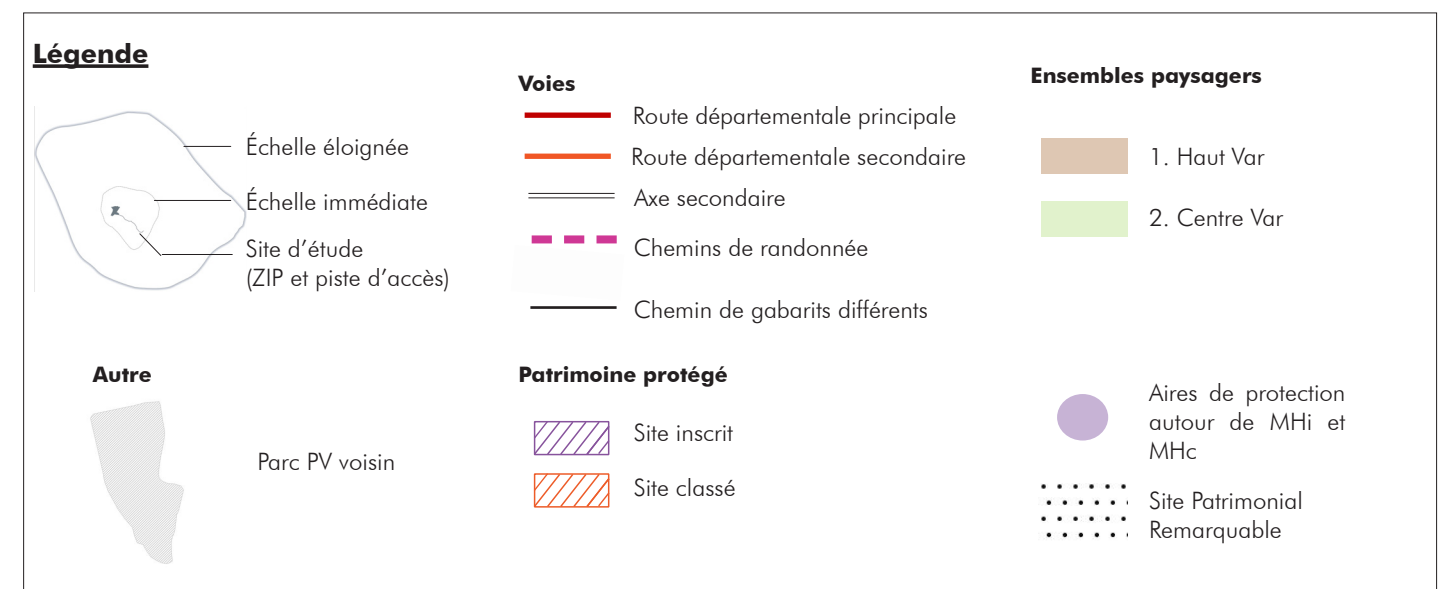 Légende
Échelle éloignée
Échelle immédiate
Site d'étude
(ZIP et piste d'accès)
Voies
Route départementale principale
Route départementale secondaire
Axe secondaire
Chemins de randonnée
Chemin de gabarits différents
Ensembles paysagers
1. Haut Var
2. Centre Var
Autre
Parc PV voisin
Patrimoine protégé
Site inscrit
Site classé
Aires de protection
autour de MHi et
MHc
Site Patrimonial
Remarquable